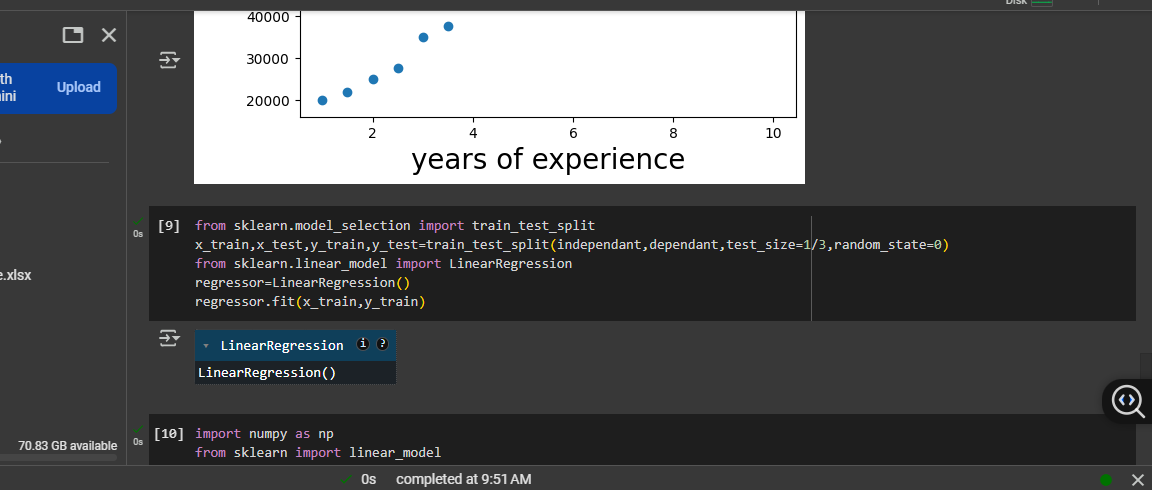 Disk
40000
30000
20000
2 4 6 8 10
years of experience
th
ini
Upload
e.xlsx
70.83 GB available
0s
[9] from sklearn.model_selection import train_test_split
x_train,x_test,y_train,y_test=train_test_split(independant,dependant,test_size=1/3,random_state=0)
from sklearn.linear_model import LinearRegression
regressor=LinearRegression()
regressor.fit(x_train,y_train)
LinearRegression i ?
LinearRegression()
0s
[10] import numpy as np
from sklearn import linear_model
0s completed at 9:51 AM